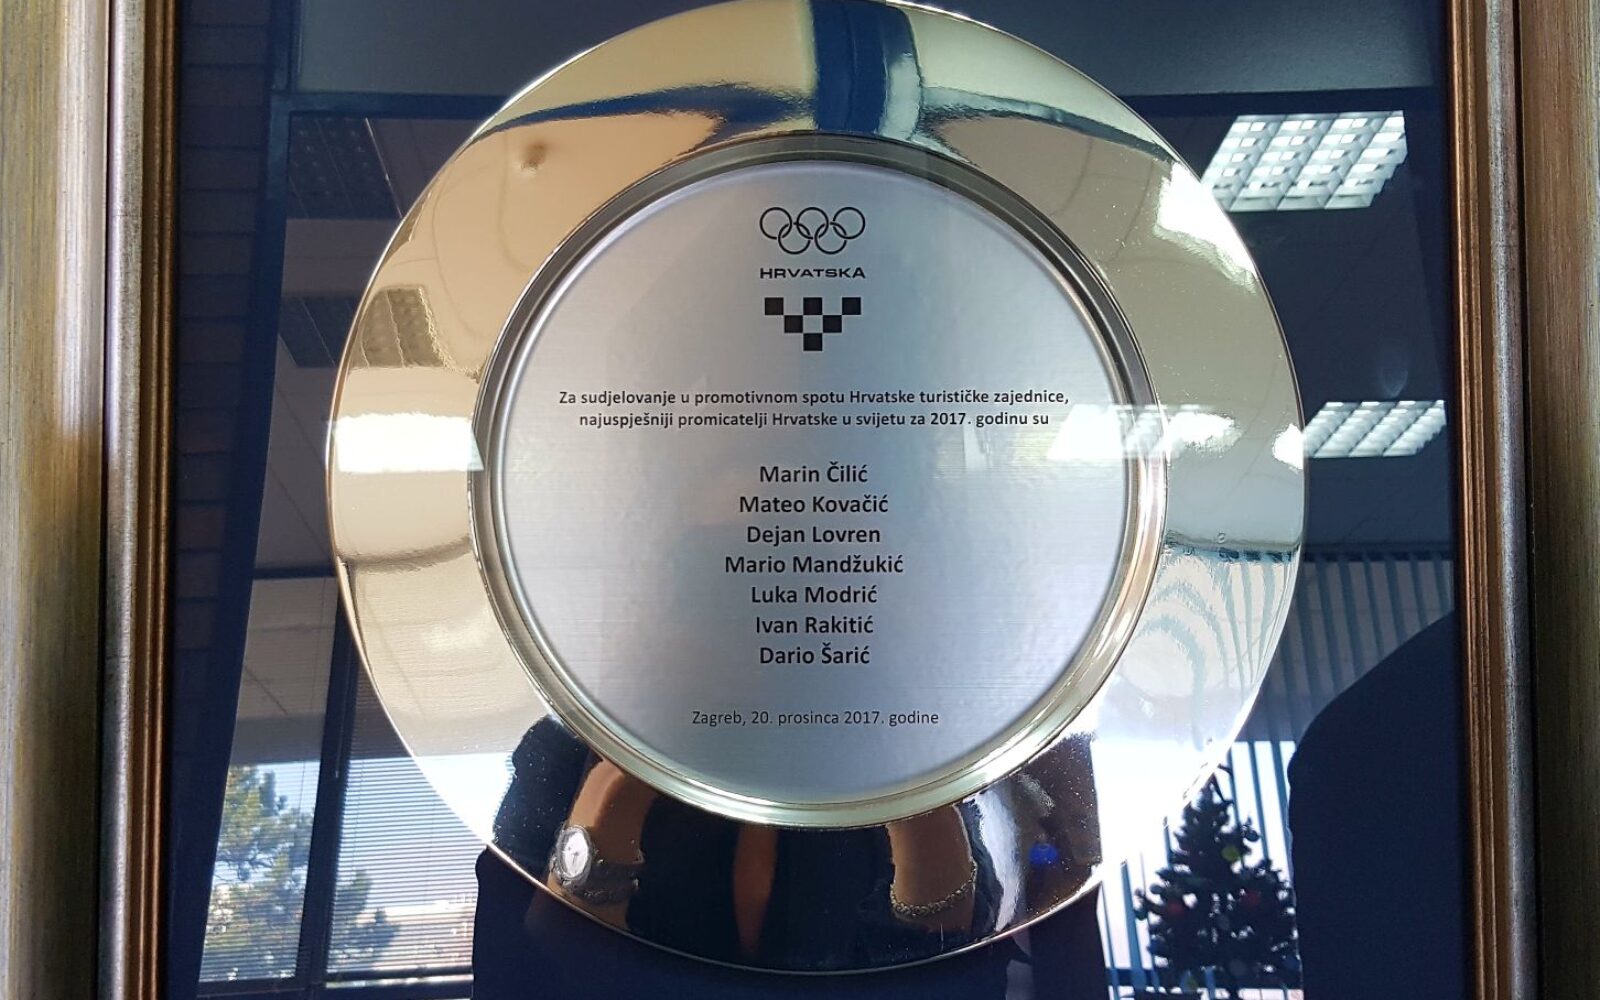 HRVATSKA
Za sudjelovanje u promotivnom spotu Hrvatske turističke zajednice,
najuspješniji promicatelji Hrvatske u svijetu za 2017. godinu su
Marin Čilić
Mateo Kovačić
Dejan Lovren
Mario Mandžukić
Luka Modrić
Ivan Rakitić
Dario Šarić
Zagreb, 20. prosinca 2017. godine